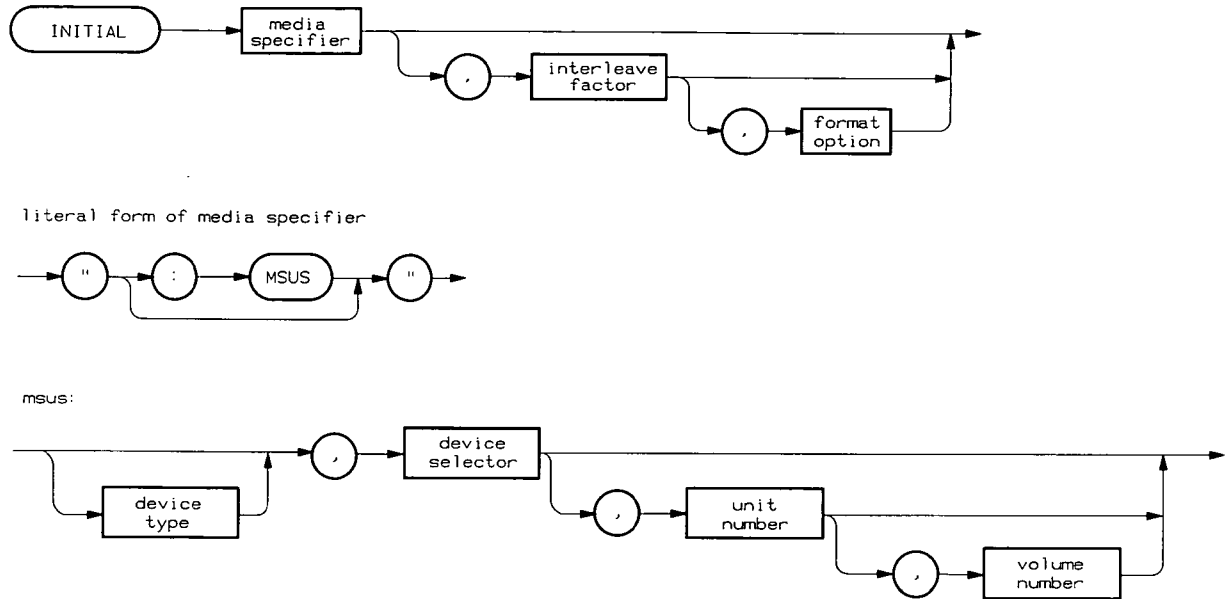 INITIAL
media
specifier
,
interleave
factor
,
format
option
literal form of media specifier
"
:
MSUS
"
msus:
device
type
,
device
selector
,
unit
number
,
volume
number